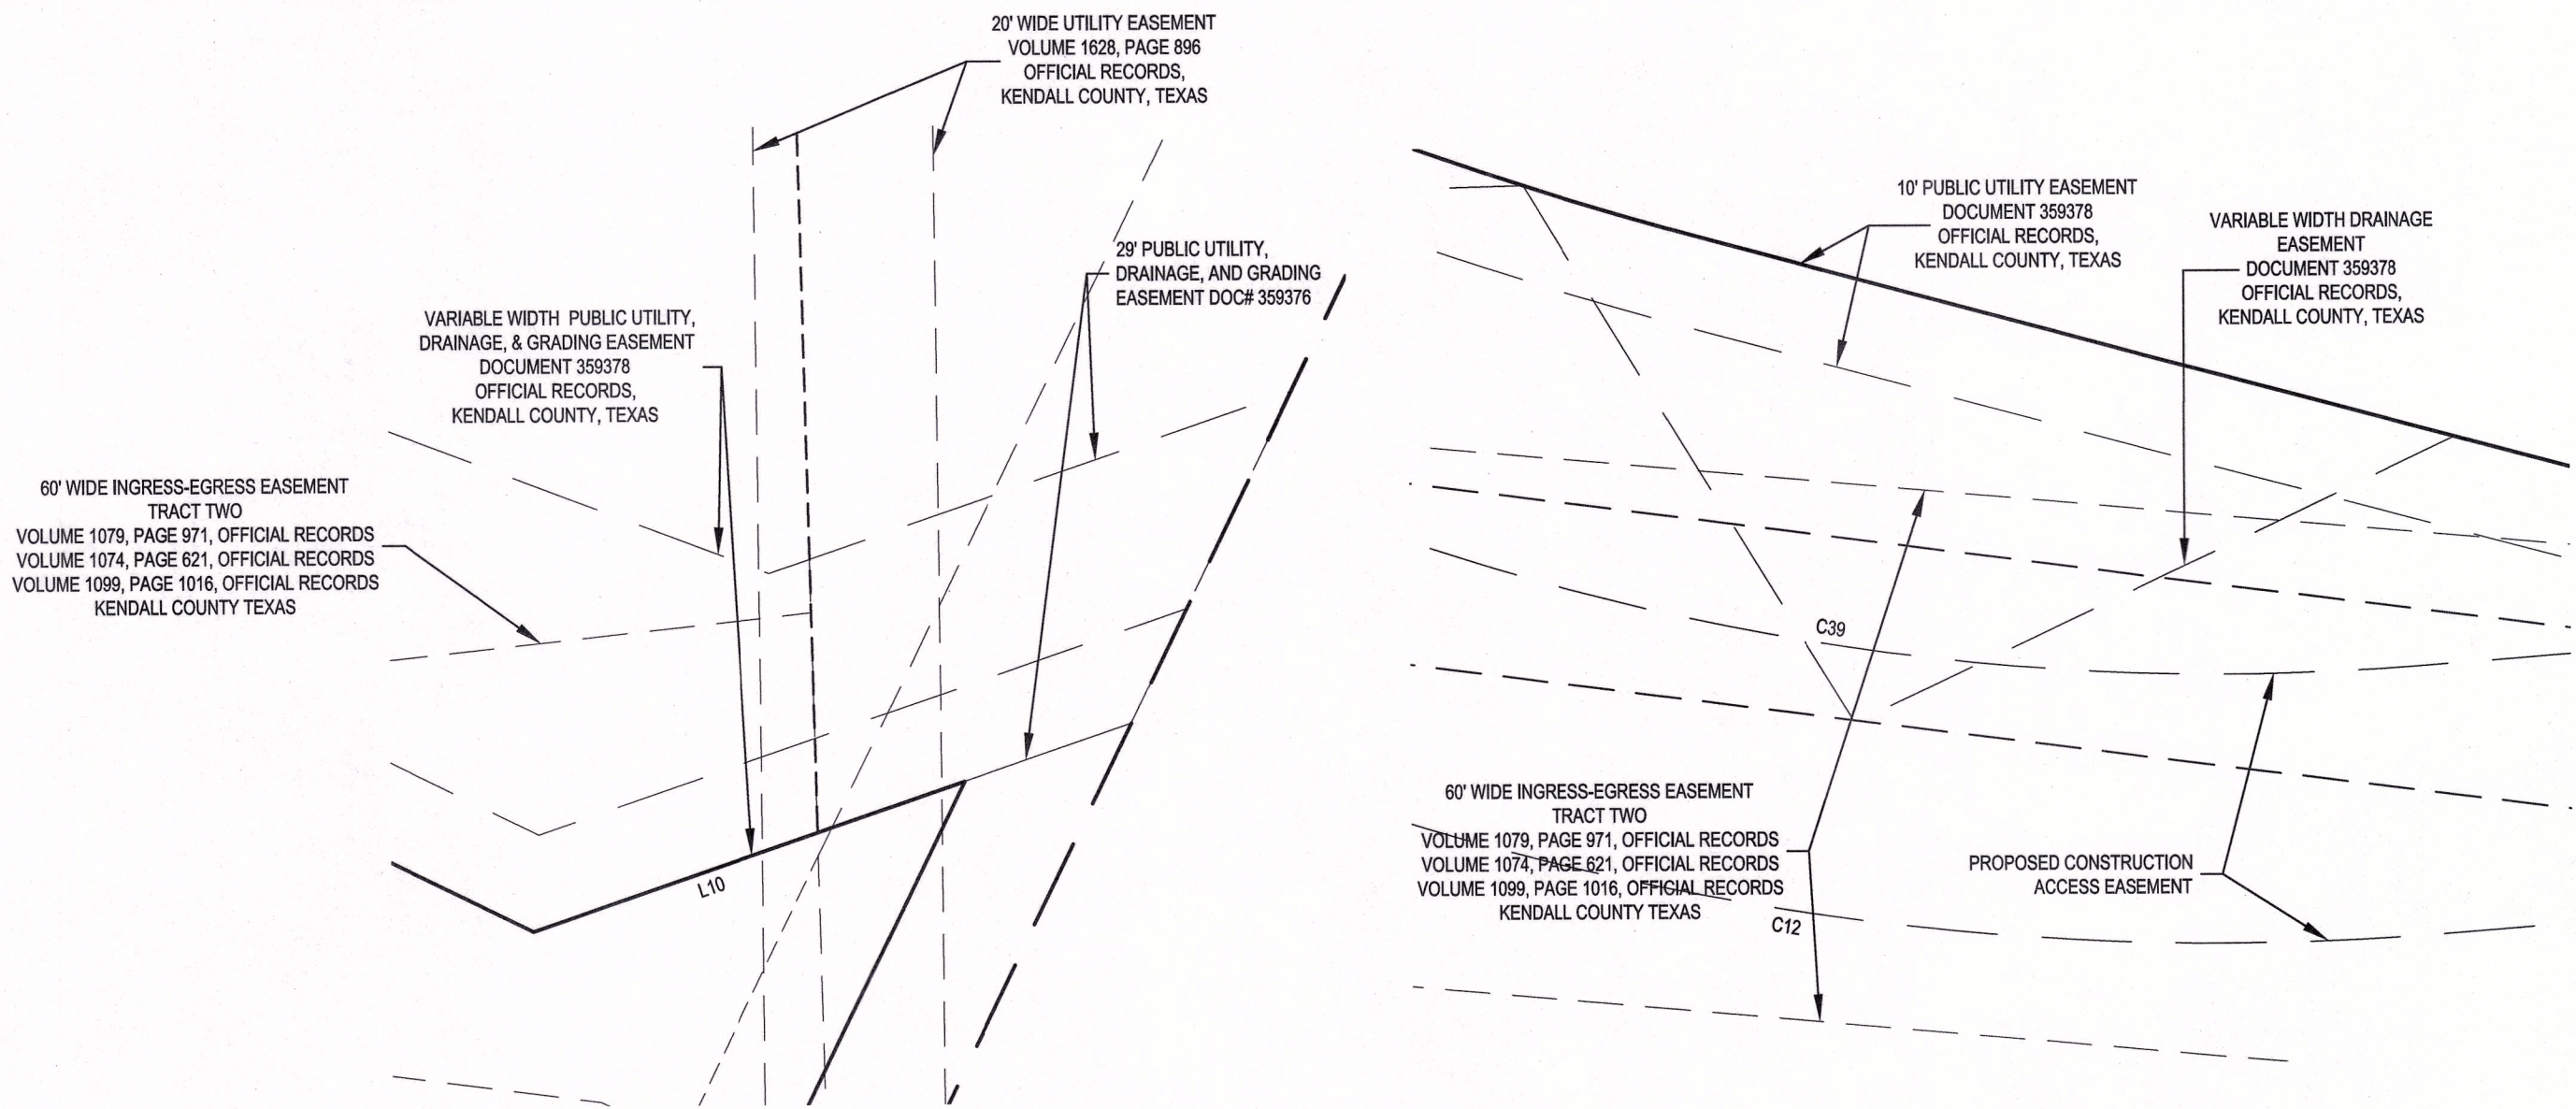 20' WIDE UTILITY EASEMENT
VOLUME 1628, PAGE 896
OFFICIAL RECORDS,
KENDALL COUNTY, TEXAS
29' PUBLIC UTILITY,
DRAINAGE, AND GRADING
EASEMENT DOC# 359376
VARIABLE WIDTH PUBLIC UTILITY,
DRAINAGE, & GRADING EASEMENT
DOCUMENT 359378
OFFICIAL RECORDS,
KENDALL COUNTY, TEXAS
60' WIDE INGRESS-EGRESS EASEMENT
TRACT TWO
VOLUME 1079, PAGE 971, OFFICIAL RECORDS
VOLUME 1074, PAGE 621, OFFICIAL RECORDS
VOLUME 1099, PAGE 1016, OFFICIAL RECORDS
KENDALL COUNTY TEXAS
L10
10' PUBLIC UTILITY EASEMENT
DOCUMENT 359378
OFFICIAL RECORDS,
KENDALL COUNTY, TEXAS
VARIABLE WIDTH DRAINAGE
EASEMENT
DOCUMENT 359378
OFFICIAL RECORDS,
KENDALL COUNTY, TEXAS
C39
60' WIDE INGRESS-EGRESS EASEMENT
TRACT TWO
VOLUME 1079, PAGE 971, OFFICIAL RECORDS
VOLUME 1074, PAGE 621, OFFICIAL RECORDS
VOLUME 1099, PAGE 1016, OFFICIAL RECORDS
KENDALL COUNTY TEXAS
C12
PROPOSED CONSTRUCTION
ACCESS EASEMENT